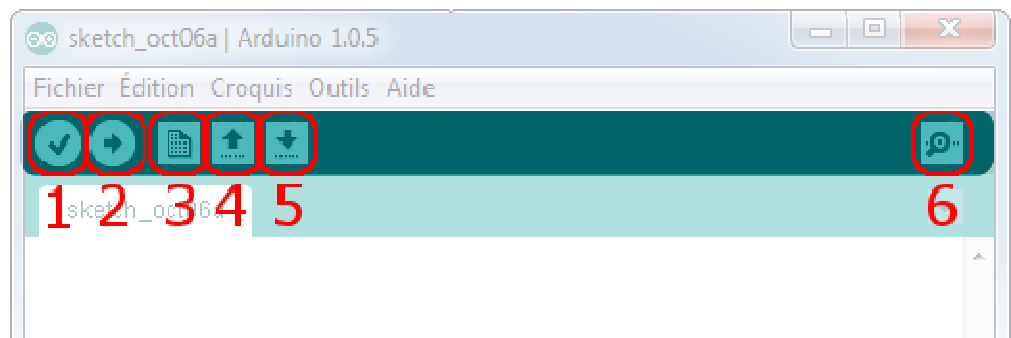 sketch_oct06a | Arduino 1.0.5
Fichier Édition Croquis Outils Aide
1 2 3 4 5 6
sketch_oct06a